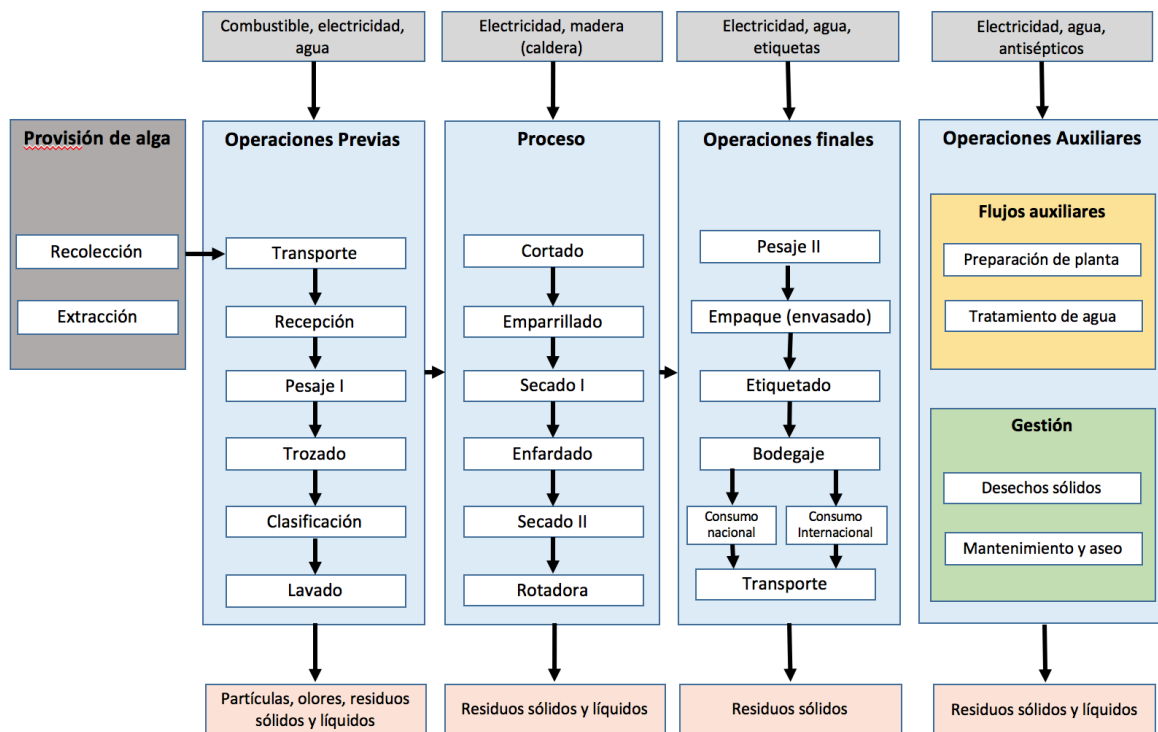 Combustible, electricidad,
agua
Electricidad, madera
(caldera)
Electricidad, agua,
etiquetas
Electricidad, agua,
antisépticos
Provisión de alga
Recolección
Extracción
Operaciones Previas
Transporte
Recepción
Pesaje I
Trozado
Clasificación
Lavado
Proceso
Cortado
Emparrillado
Secado I
Enfardado
Secado II
Rotadora
Operaciones finales
Pesaje II
Empaque (envasado)
Etiquetado
Bodegaje
Consumo
nacional
Consumo
Internacional
Transporte
Operaciones Auxiliares
Flujos auxiliares
Preparación de planta
Tratamiento de agua
Gestión
Desechos sólidos
Mantenimiento y aseo
Partículas, olores, residuos
sólidos y líquidos
Residuos sólidos y líquidos
Residuos sólidos
Residuos sólidos y líquidos